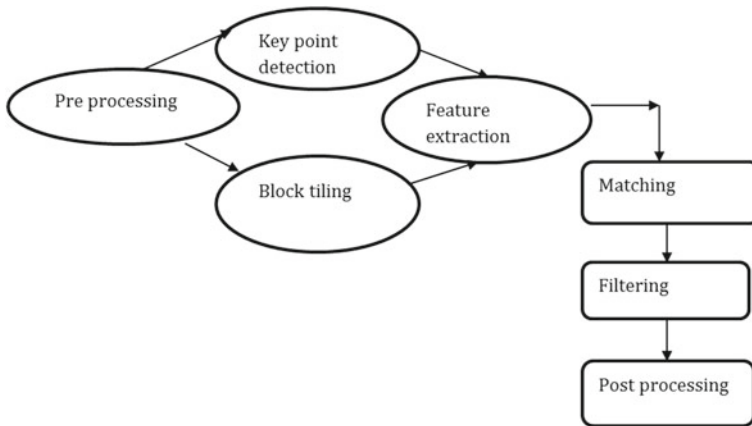 Key point
detection
Pre processing
Feature
extraction
Block tiling
Matching
Filtering
Post processing